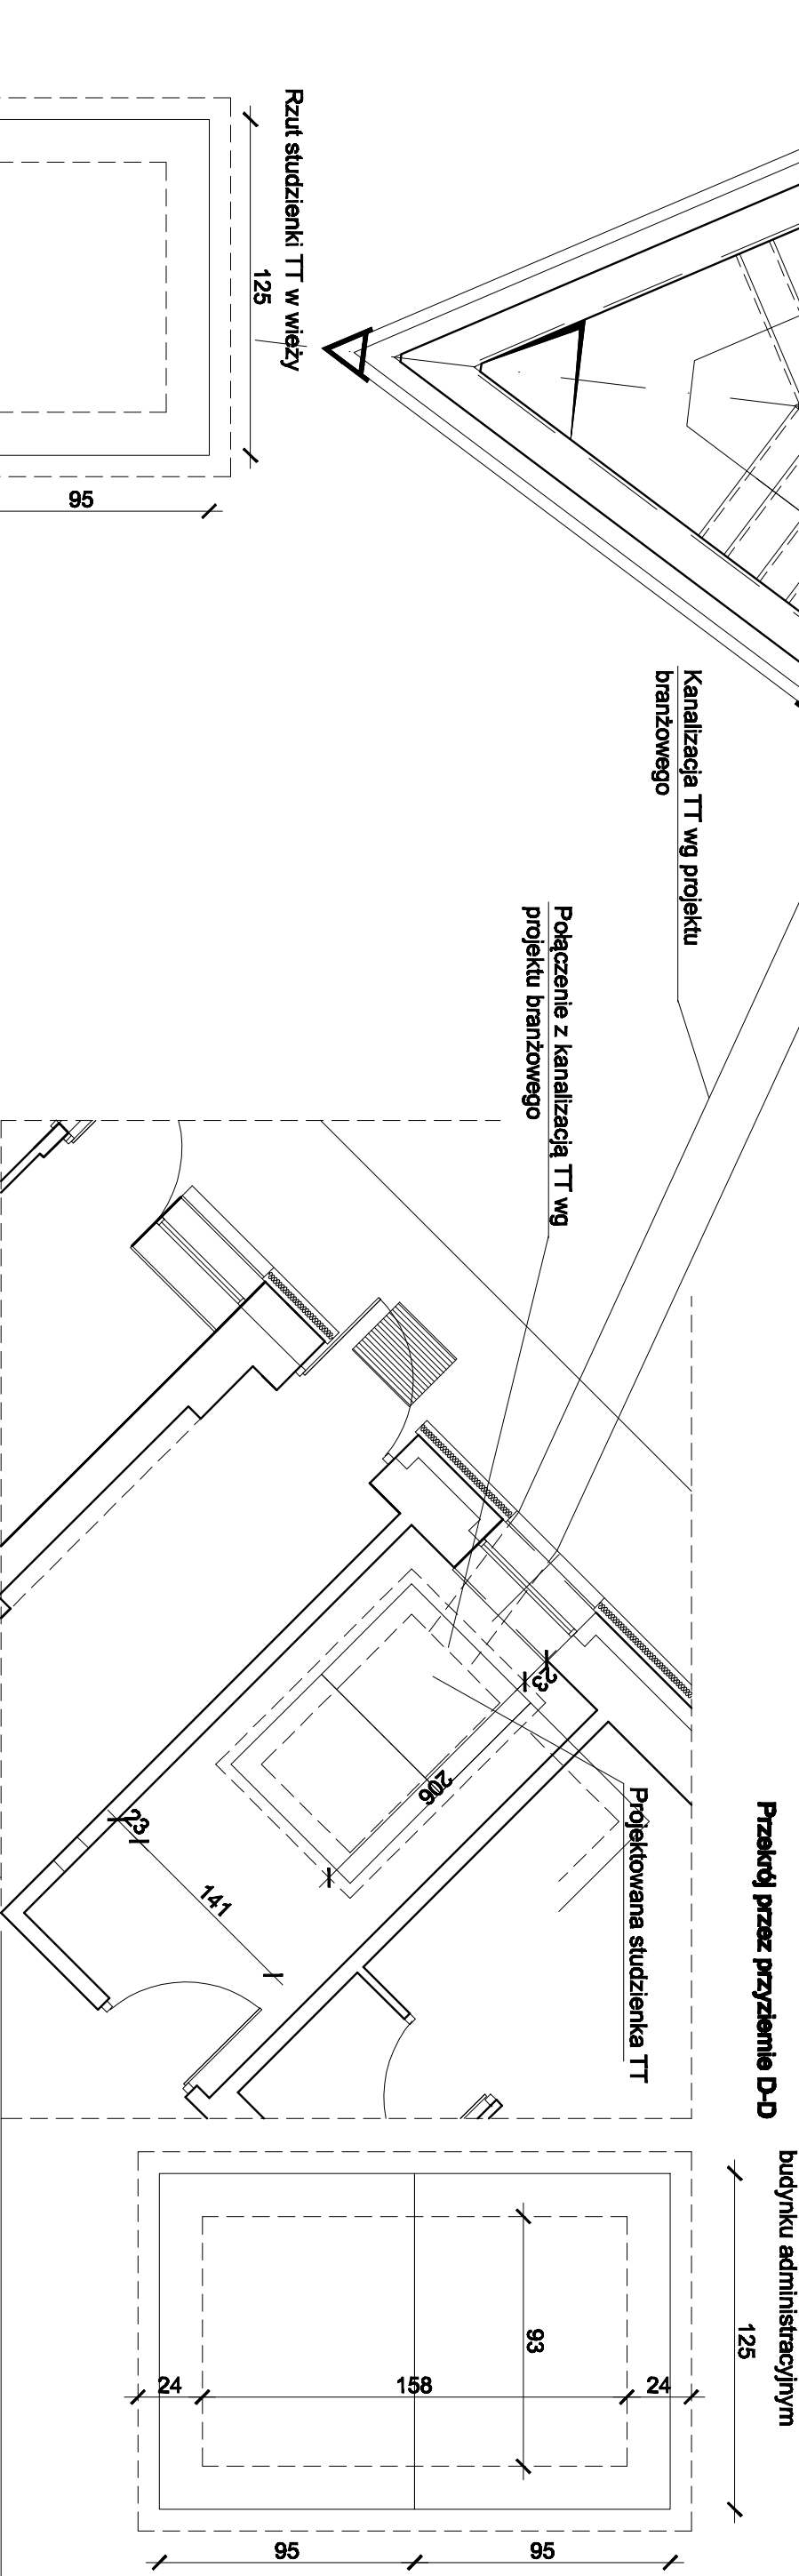 Rzut studzienki TT w wieży
125
95
Kanalizacja TT wg projektu
branżowego
Połączenie z kanalizacją TT wg
projektu branżowego
23
206
23
141
Projektowana studzienka TT
Przekrój przez przyziemie D-D
budynku administracyjnym
125
93
24
158
24
95
95